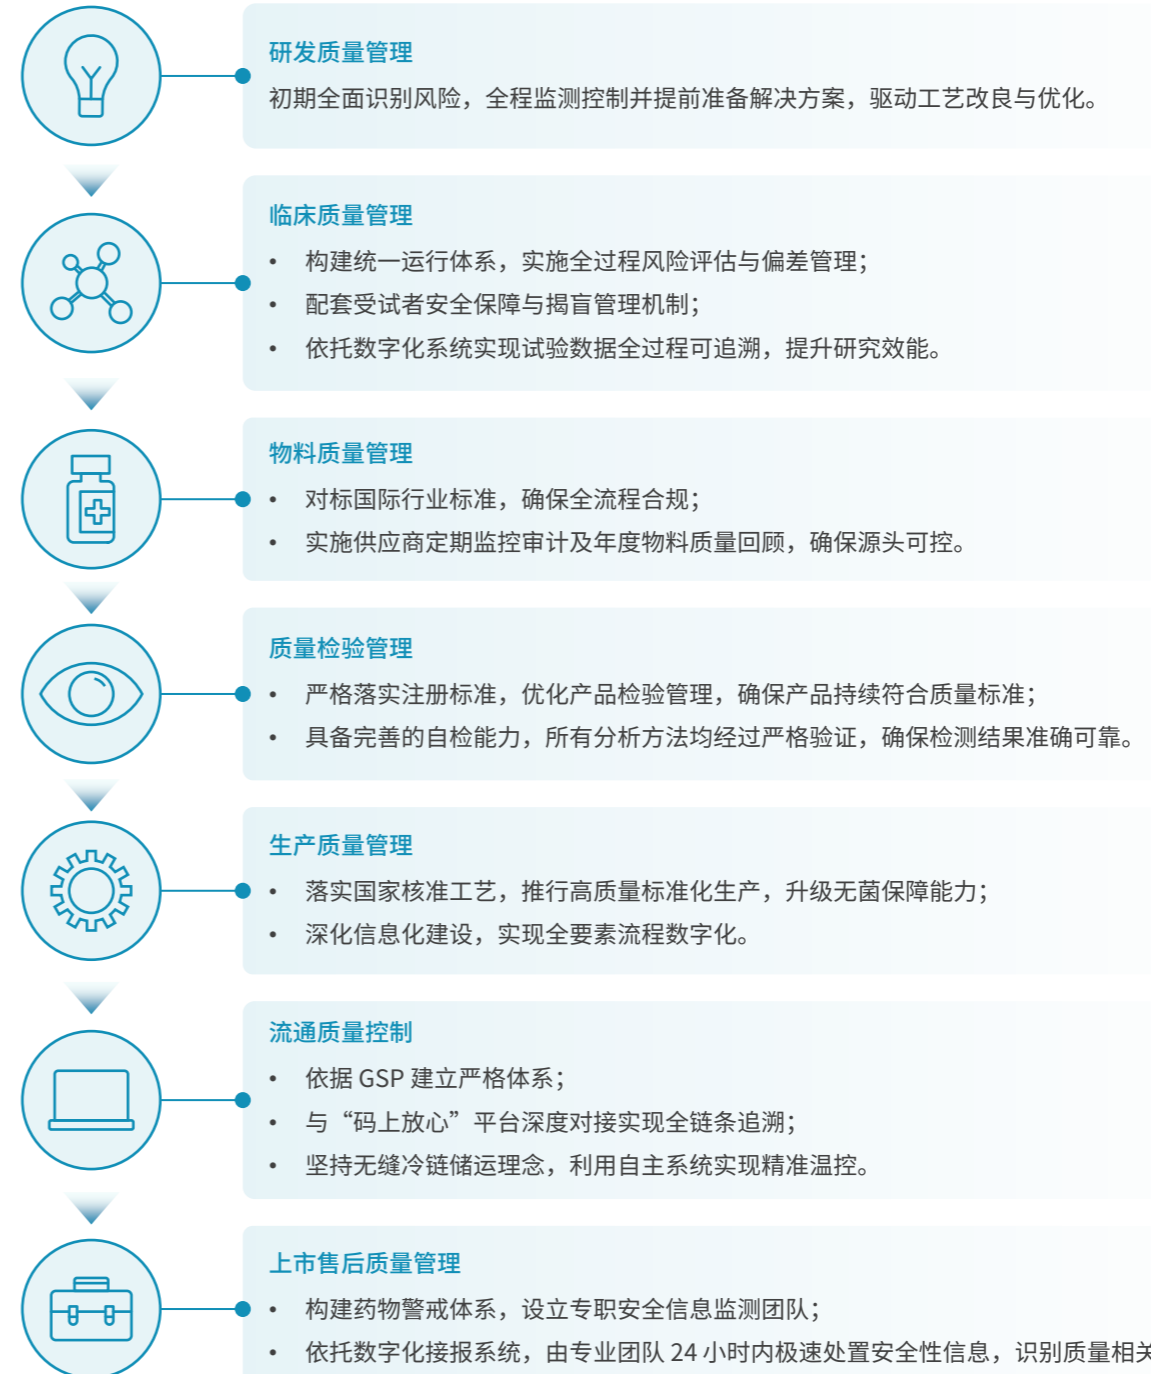 研发质量管理
初期全面识别风险，全程监测控制并提前准备解决方案，驱动工艺改良与优化。
临床质量管理
• 构建统一运行体系，实施全过程风险评估与偏差管理；
• 配套受试者安全保障与揭盲管理机制；
• 依托数字化系统实现试验数据全过程可追溯，提升研究效能。
物料质量管理
• 对标国际行业标准，确保全流程合规；
• 实施供应商定期监控审计及年度物料质量回顾，确保源头可控。
质量检验管理
• 严格落实注册标准，优化产品检验管理，确保产品持续符合质量标准；
• 具备完善的自检能力，所有分析方法均经过严格验证，确保检测结果准确可靠。
生产质量管理
• 落实国家核准工艺，推行高质量标准化生产，升级无菌保障能力；
• 深化信息化建设，实现全要素流程数字化。
流通质量控制
• 依据 GSP 建立严格体系；
• 与“码上放心”平台深度对接实现全链条追溯；
• 坚持无缝冷链储运理念，利用自主系统实现精准温控。
上市售后质量管理
• 构建药物警戒体系，设立专职安全信息监测团队；
• 依托数字化接报系统，由专业团队 24 小时内极速处置安全性信息，识别质量相关